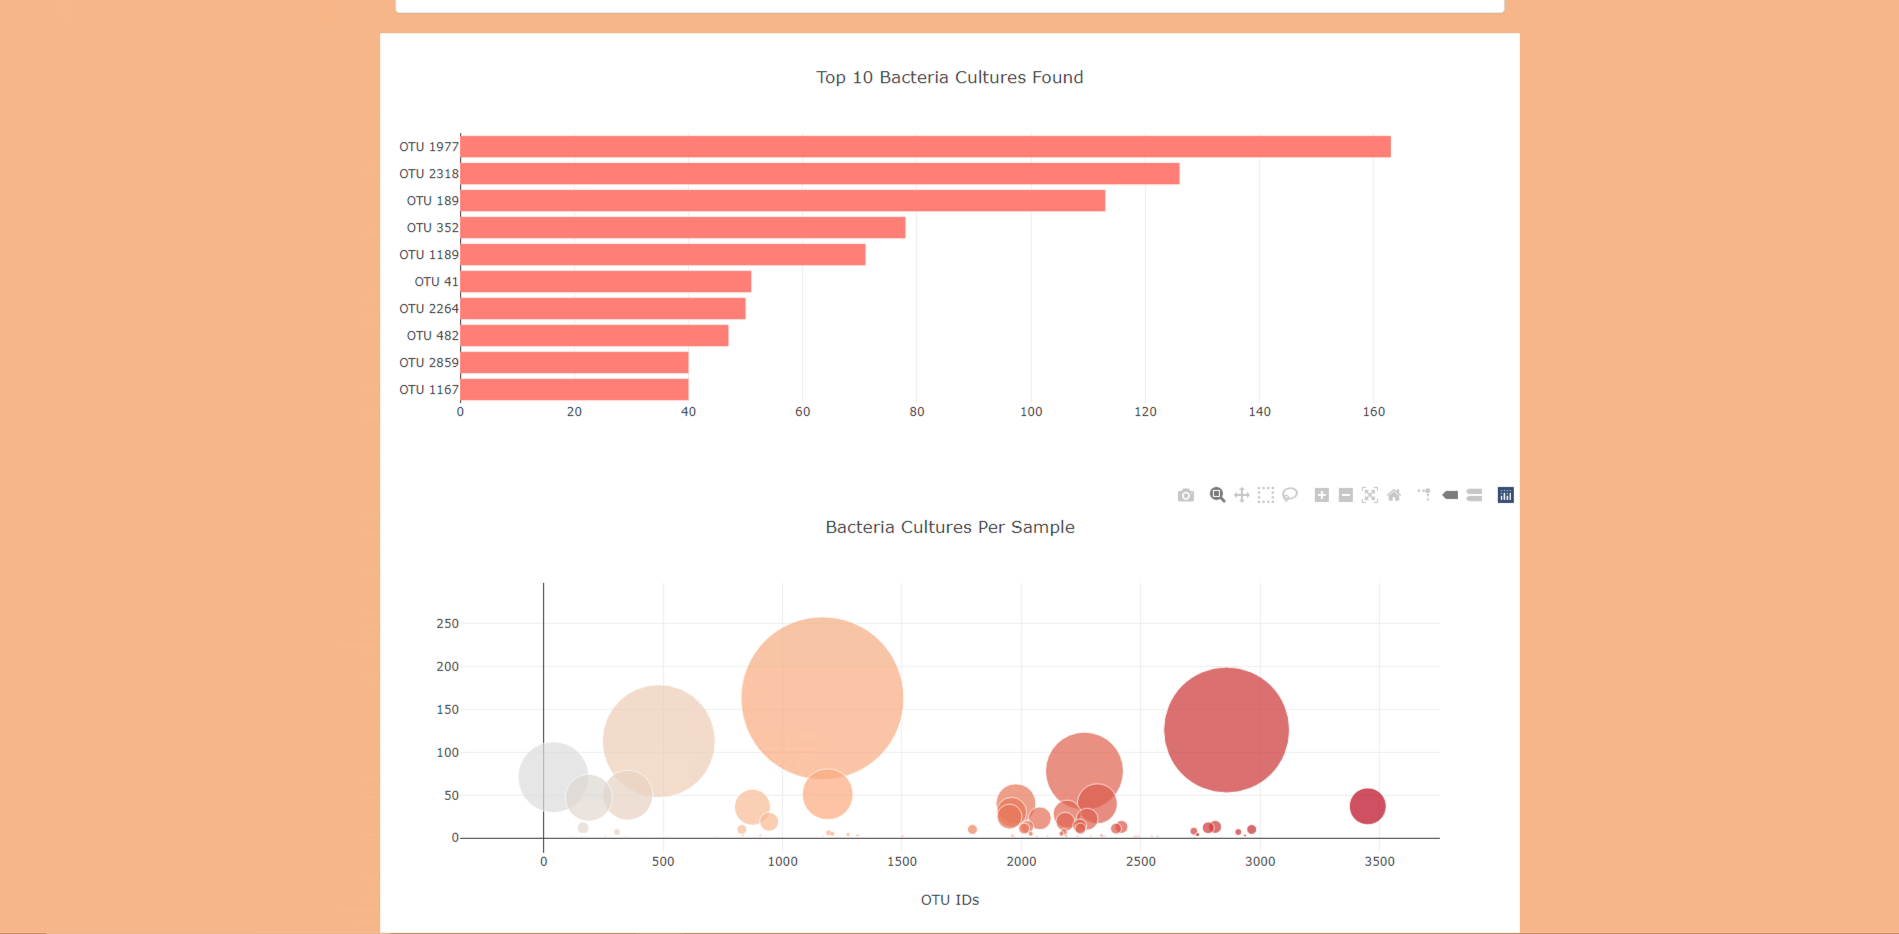 Top 10 Bacteria Cultures Found
OTU 1977
OTU 2318
OTU 189
OTU 352
OTU 1189
OTU 41
OTU 2264
OTU 482
OTU 2859
OTU 1167
0 20 40 60 80 100 120 140 160
Bacteria Cultures Per Sample
250
200
150
100
50
0
0 500 1000 1500 2000 2500 3000 3500
OTU IDs